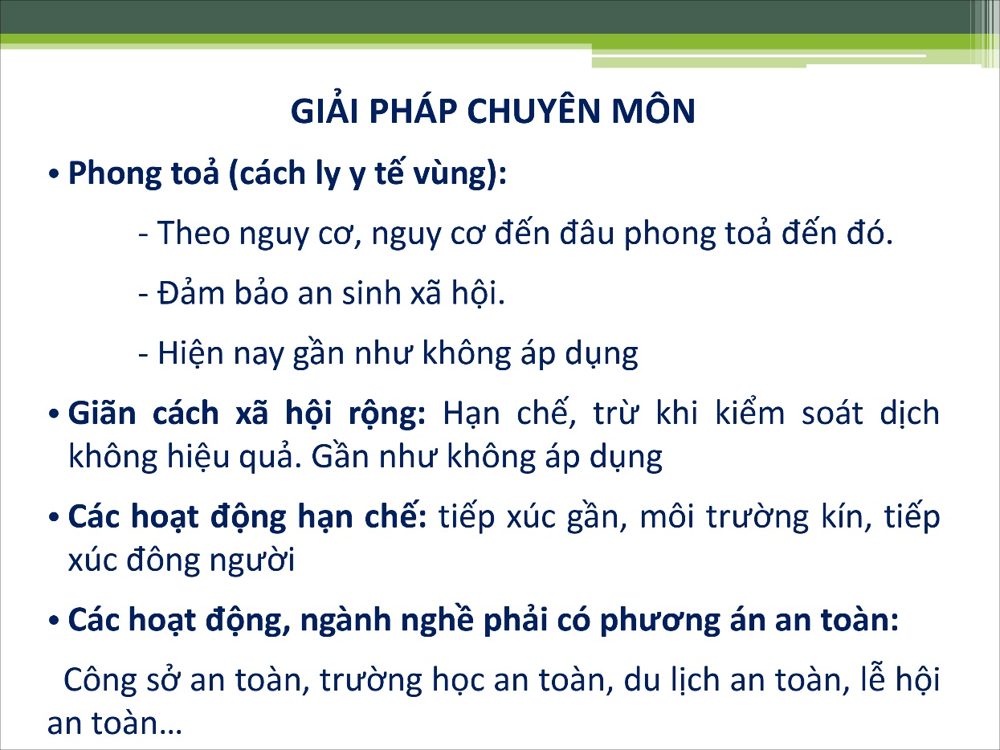 GIẢI PHÁP CHUYÊN MÔN
• Phong toả (cách ly y tế vùng):
- Theo nguy cơ, nguy cơ đến đâu phong toả đến đó.
- Đảm bảo an sinh xã hội.
- Hiện nay gần như không áp dụng
• Giãn cách xã hội rộng: Hạn chế, trừ khi kiểm soát dịch
không hiệu quả. Gần như không áp dụng
• Các hoạt động hạn chế: tiếp xúc gần, môi trường kín, tiếp
xúc đông người
• Các hoạt động, ngành nghề phải có phương án an toàn:
Công sở an toàn, trường học an toàn, du lịch an toàn, lễ hội
an toàn...